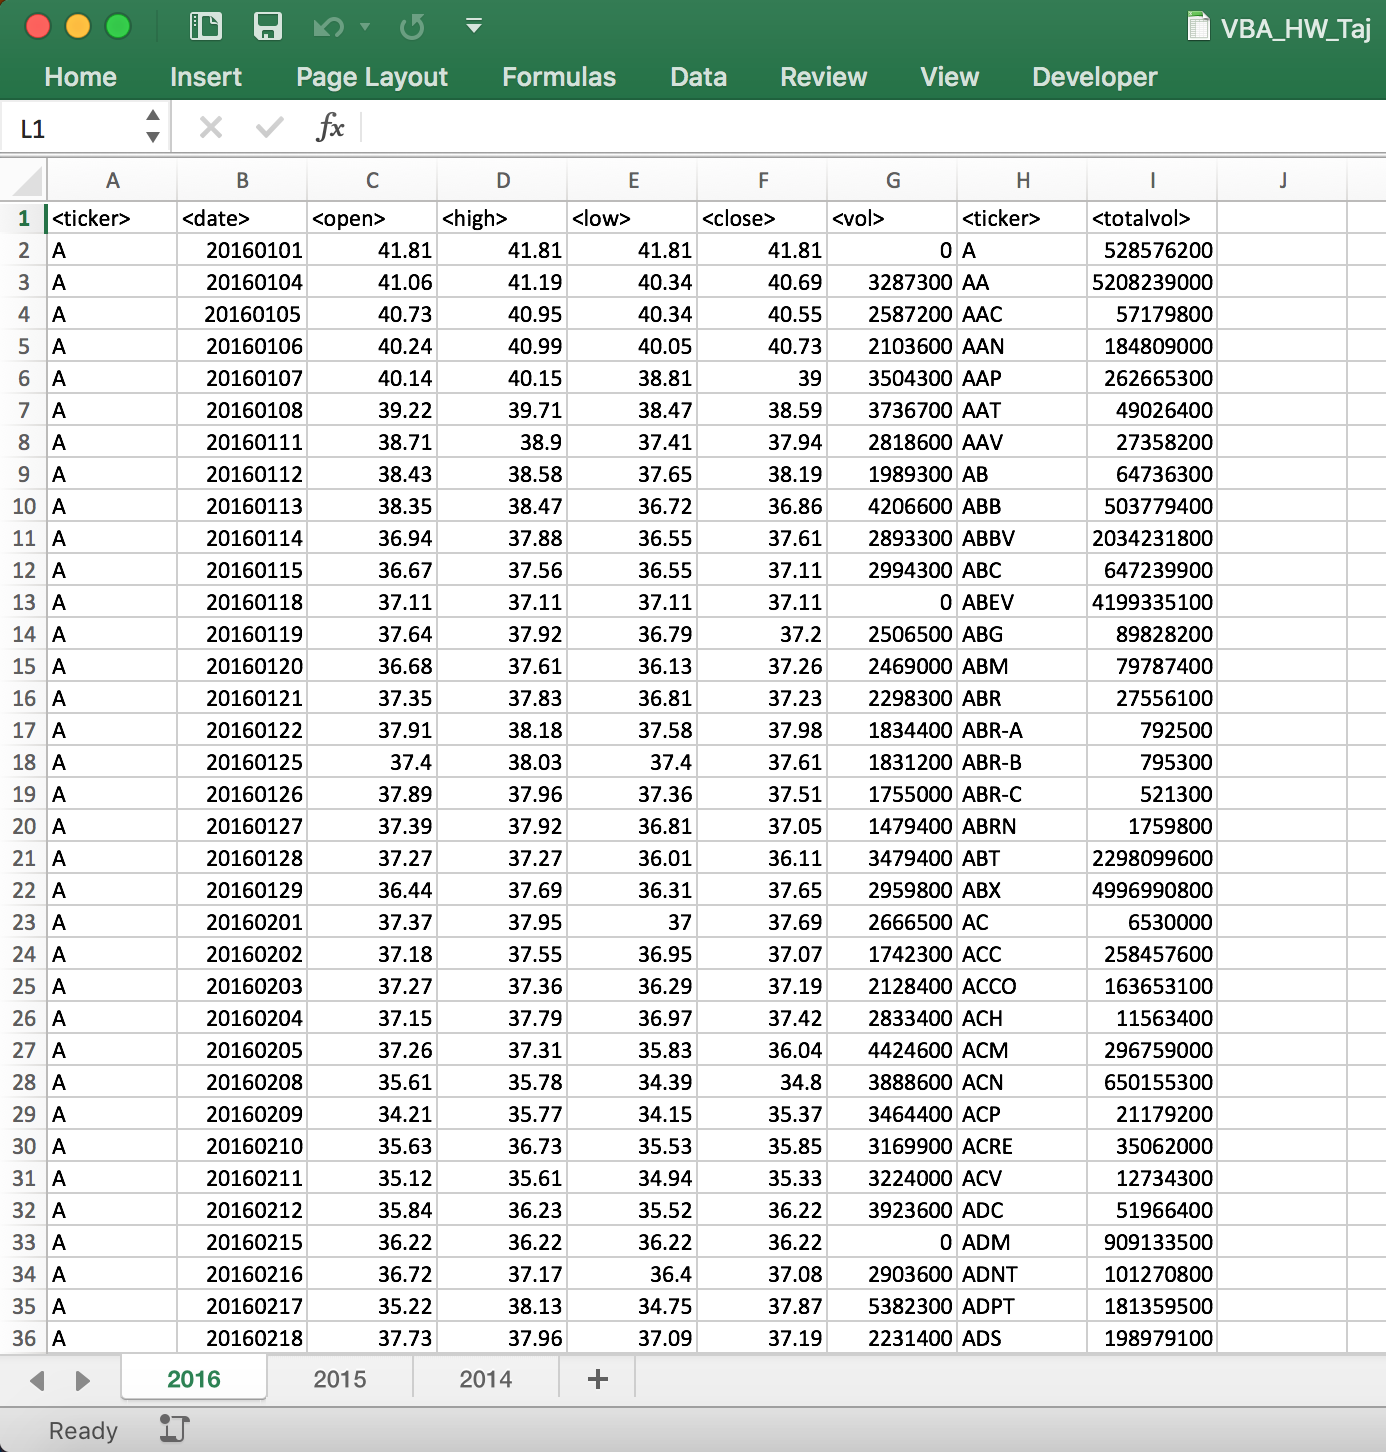 VBA_HW_Taj
Home Insert Page Layout Formulas Data Review View Developer
L1 fx
A B C D E F G H I J
1 <ticker> <date> <open> <high> <low> <close> <vol> <ticker> <totalvol>
2 A 20160101 41.81 41.81 41.81 41.81 0 A 528576200
3 A 20160104 41.06 41.19 40.34 40.69 3287300 AA 5208239000
4 A 20160105 40.73 40.95 40.34 40.55 2587200 AAC 57179800
5 A 20160106 40.24 40.99 40.05 40.73 2103600 AAN 184809000
6 A 20160107 40.14 40.15 38.81 39 3504300 AAP 262665300
7 A 20160108 39.22 39.71 38.47 38.59 3736700 AAT 49026400
8 A 20160111 38.71 38.9 37.41 37.94 2818600 AAV 27358200
9 A 20160112 38.43 38.58 37.65 38.19 1989300 AB 64736300
10 A 20160113 38.35 38.47 36.72 36.86 4206600 ABB 503779400
11 A 20160114 36.94 37.88 36.55 37.61 2893300 ABBV 2034231800
12 A 20160115 36.67 37.56 36.55 37.11 2994300 ABC 647239900
13 A 20160118 37.11 37.11 37.11 37.11 0 ABEV 4199335100
14 A 20160119 37.64 37.92 36.79 37.2 2506500 ABG 89828200
15 A 20160120 36.68 37.61 36.13 37.26 2469000 ABM 79787400
16 A 20160121 37.35 37.83 36.81 37.23 2298300 ABR 27556100
17 A 20160122 37.91 38.18 37.58 37.98 1834400 ABR-A 792500
18 A 20160125 37.4 38.03 37.4 37.61 1831200 ABR-B 795300
19 A 20160126 37.89 37.96 37.36 37.51 1755000 ABR-C 521300
20 A 20160127 37.39 37.92 36.81 37.05 1479400 ABRN 1759800
21 A 20160128 37.27 37.27 36.01 36.11 3479400 ABT 2298099600
22 A 20160129 36.44 37.69 36.31 37.65 2959800 ABX 4996990800
23 A 20160201 37.37 37.95 37 37.69 2666500 AC 6530000
24 A 20160202 37.18 37.55 36.95 37.07 1742300 ACC 258457600
25 A 20160203 37.27 37.36 36.29 37.19 2128400 ACCO 163653100
26 A 20160204 37.15 37.79 36.97 37.42 2833400 ACH 11563400
27 A 20160205 37.26 37.31 35.83 36.04 4424600 ACM 296759000
28 A 20160208 35.61 35.78 34.39 34.8 3888600 ACN 650155300
29 A 20160209 34.21 35.77 34.15 35.37 3464400 ACP 21179200
30 A 20160210 35.63 36.73 35.53 35.85 3169900 ACRE 35062000
31 A 20160211 35.12 35.61 34.94 35.33 3224000 ACV 12734300
32 A 20160212 35.84 36.23 35.52 36.22 3923600 ADC 51966400
33 A 20160215 36.22 36.22 36.22 36.22 0 ADM 909133500
34 A 20160216 36.72 37.17 36.4 37.08 2903600 ADNT 101270800
35 A 20160217 35.22 38.13 34.75 37.87 5382300 ADPT 181359500
36 A 20160218 37.73 37.96 37.09 37.19 2231400 ADS 198979100
2016 2015 2014 +
Ready